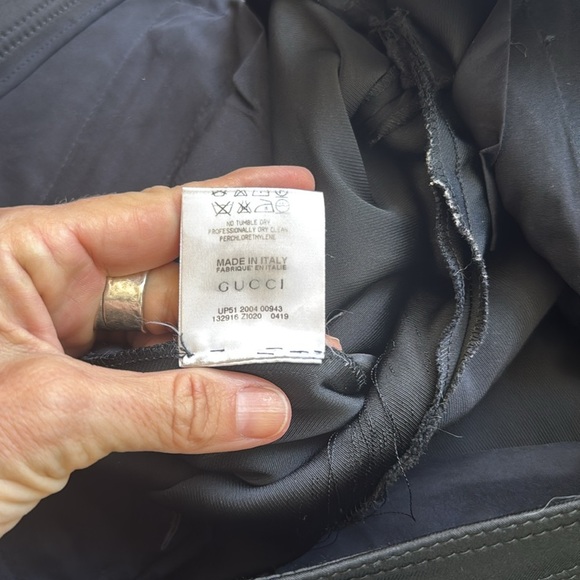 NO TUMBLE DRY
PROFESSIONALLY DRY CLEAN
PERCHLORETHYLENE
MADE IN ITALY
FABRIQUE EN ITALIE
GUCCI
UP51 2004 00943
132916 ZI020 0419